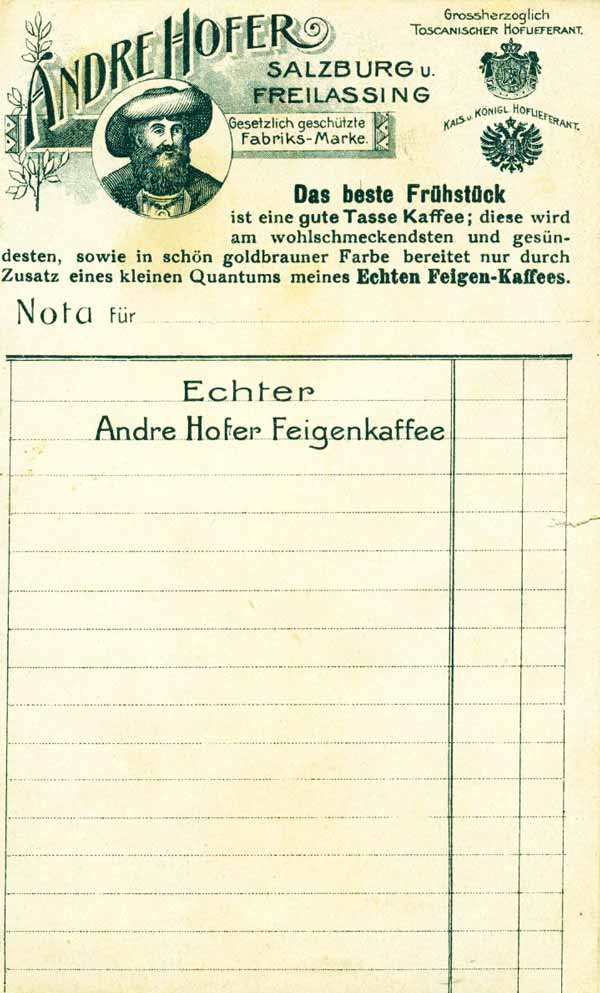 ANDRE HOFER
SALZBURG u.
FREILASSING
Gesetzlich geschützte
Fabriks-Marke.
Grossherzoglich
Toscanischer Hoflieferant.
Kais. u. Königl. Hoflieferant.
Das beste Frühstück
ist eine gute Tasse Kaffee; diese wird
am wohlschmeckendsten und gesün-
desten, sowie in schön goldbrauner Farbe bereitet nur durch
Zusatz eines kleinen Quantums meines Echten Feigen-Kaffees.
Nota für
Echter
Andre Hofer Feigenkaffee